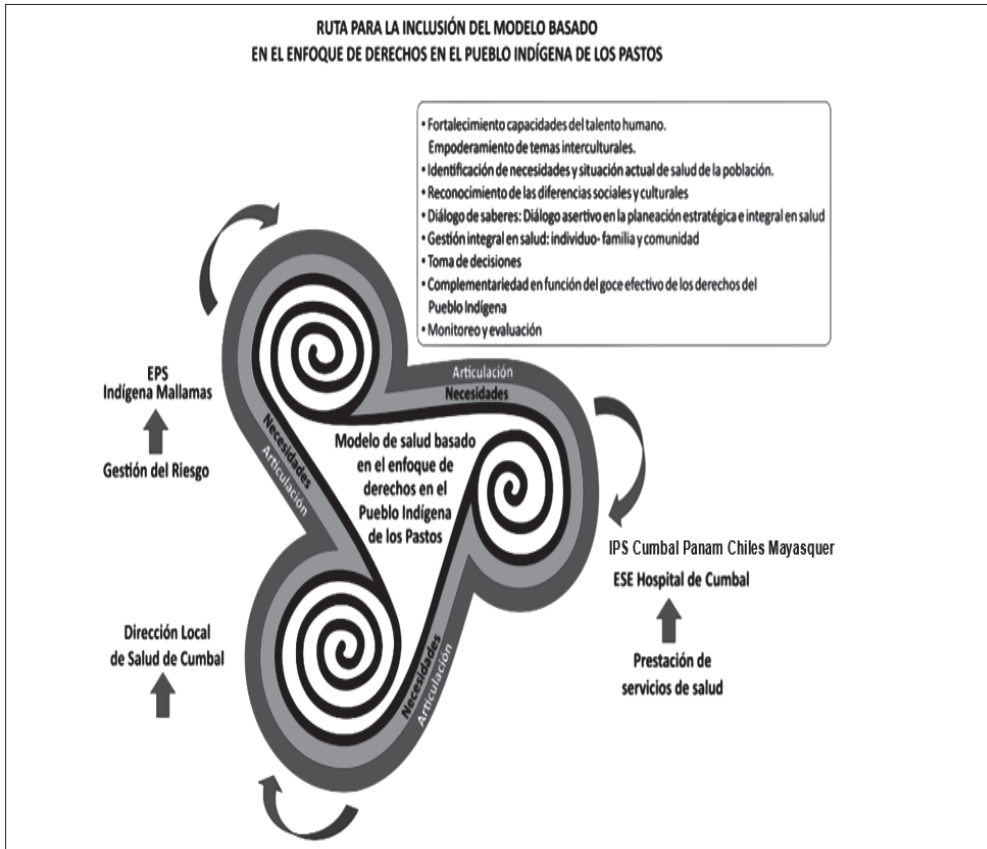 RUTA PARA LA INCLUSIÓN DEL MODELO BASADO
EN EL ENFOQUE DE DERECHOS EN EL PUEBLO INDÍGENA DE LOS PASTOS
• Fortalecimiento capacidades del talento humano.
Empoderamiento de temas interculturales.
• Identificación de necesidades y situación actual de salud de la población.
• Reconocimiento de las diferencias sociales y culturales
• Diálogo de saberes: Diálogo asertivo en la planeación estratégica e integral en salud
• Gestión integral en salud: individuo- familia y comunidad
• Toma de decisiones
• Complementariedad en función del goce efectivo de los derechos del
Pueblo Indígena
• Monitoreo y evaluación
Articulación
Necesidades
EPS
Indígena Mallamas
Gestión del Riesgo
Necesidades
Articulación
Modelo de salud basado
en el enfoque de
derechos en el
Pueblo Indígena
de los Pastos
IPS Cumbal Panam Chiles Mayasquer
ESE Hospital de Cumbal
Prestación de
servicios de salud
Dirección Local
de Salud de Cumbal
Necesidades
Articulación